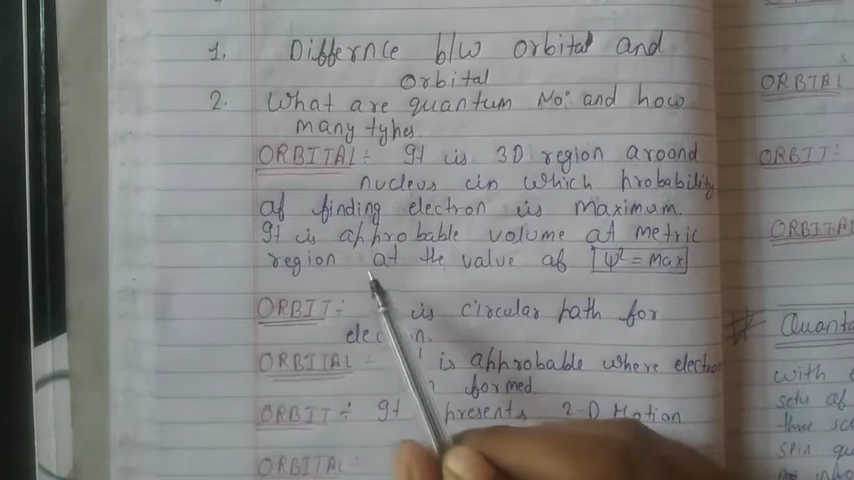 1. Differnce b/w orbital and
orbital
2. What are quantum No: and how
many types.
ORBITAL÷ It is 3D region around
nucleus in which probability
of finding electron is maximum.
It is approbable volume at metric
region at the value of ψ² = max
ORBIT÷ is circular path for
ORBITAL÷ is approbable where
formed.
ORBIT÷ It 2-D Motion
ORBITAL÷
ORBITAL
ORBIT÷
ORBITAL
#
with
sets of
three
spin